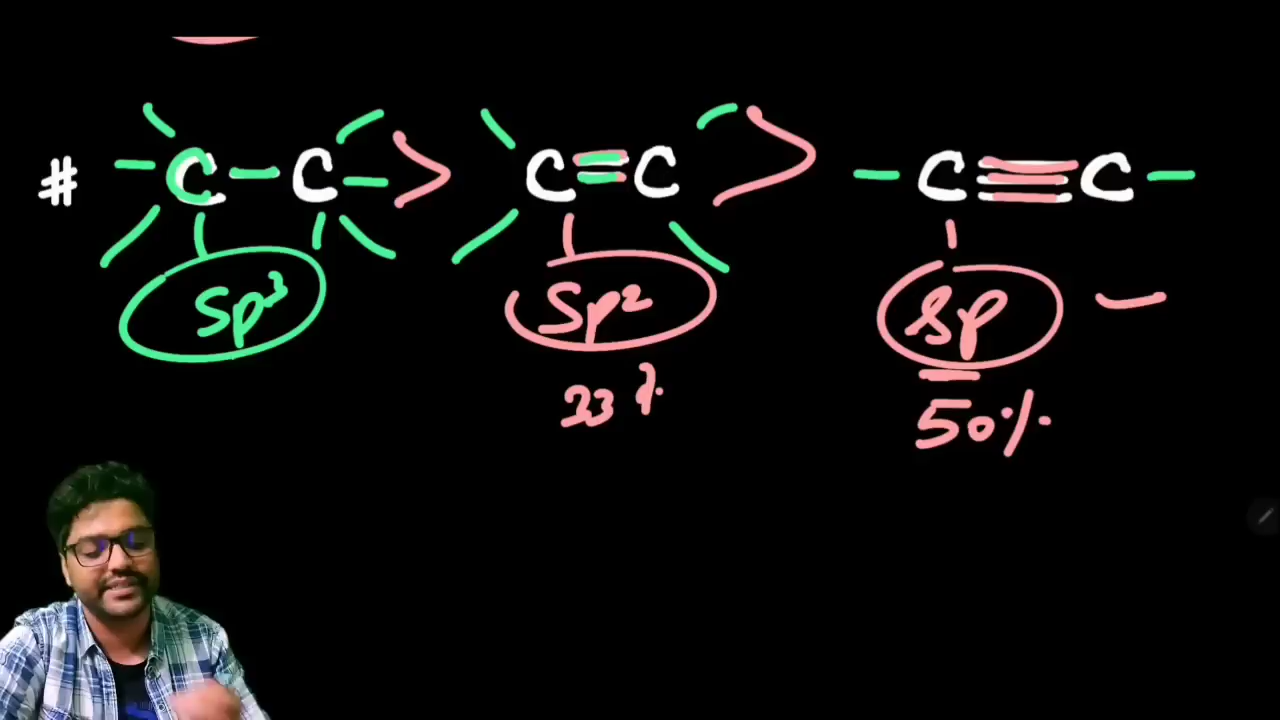 # C — C > C = C > C ≡ C
Sp³ Sp² Sp
33 % 50%